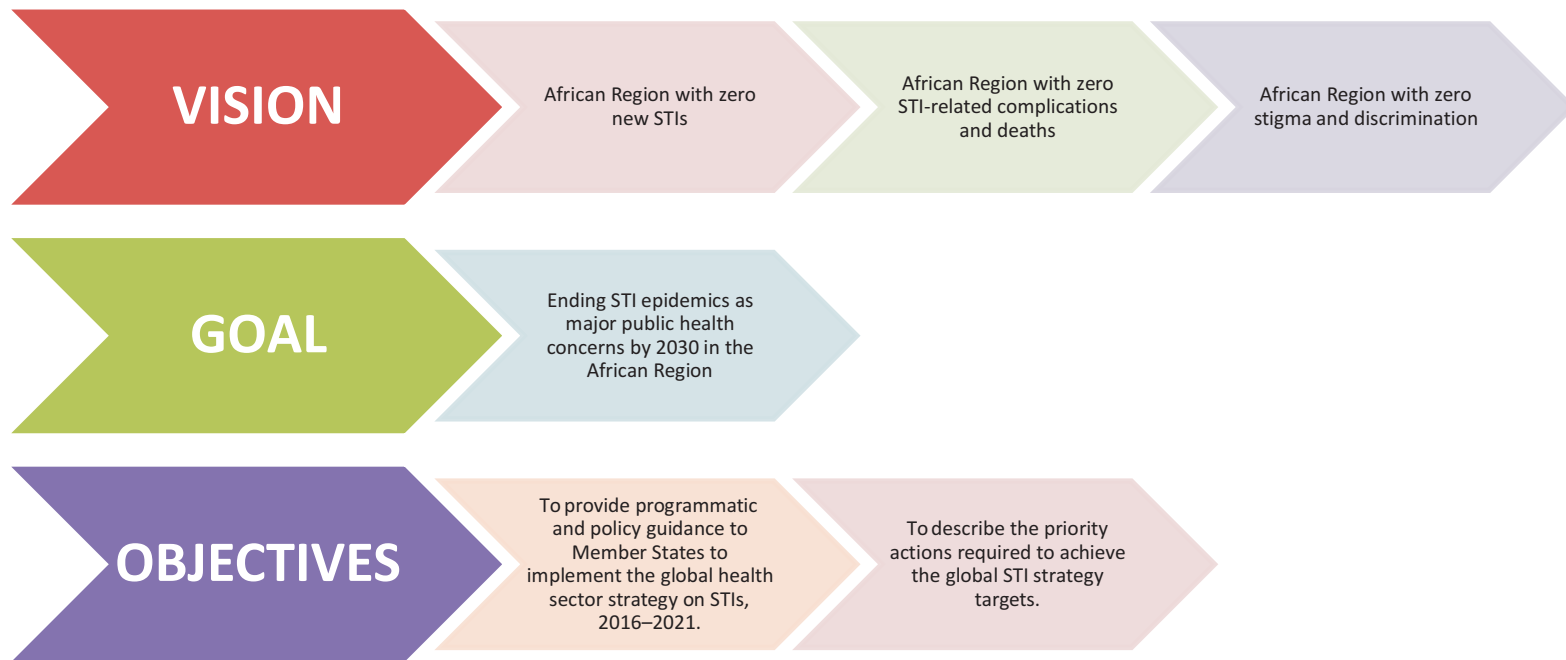 VISION
African Region with zero
new STIs
African Region with zero
STI-related complications
and deaths
African Region with zero
stigma and discrimination
GOAL
Ending STI epidemics as
major public health
concerns by 2030 in the
African Region
OBJECTIVES
To provide programmatic
and policy guidance to
Member States to
implement the global health
sector strategy on STIs,
2016–2021.
To describe the priority
actions required to achieve
the global STI strategy
targets.